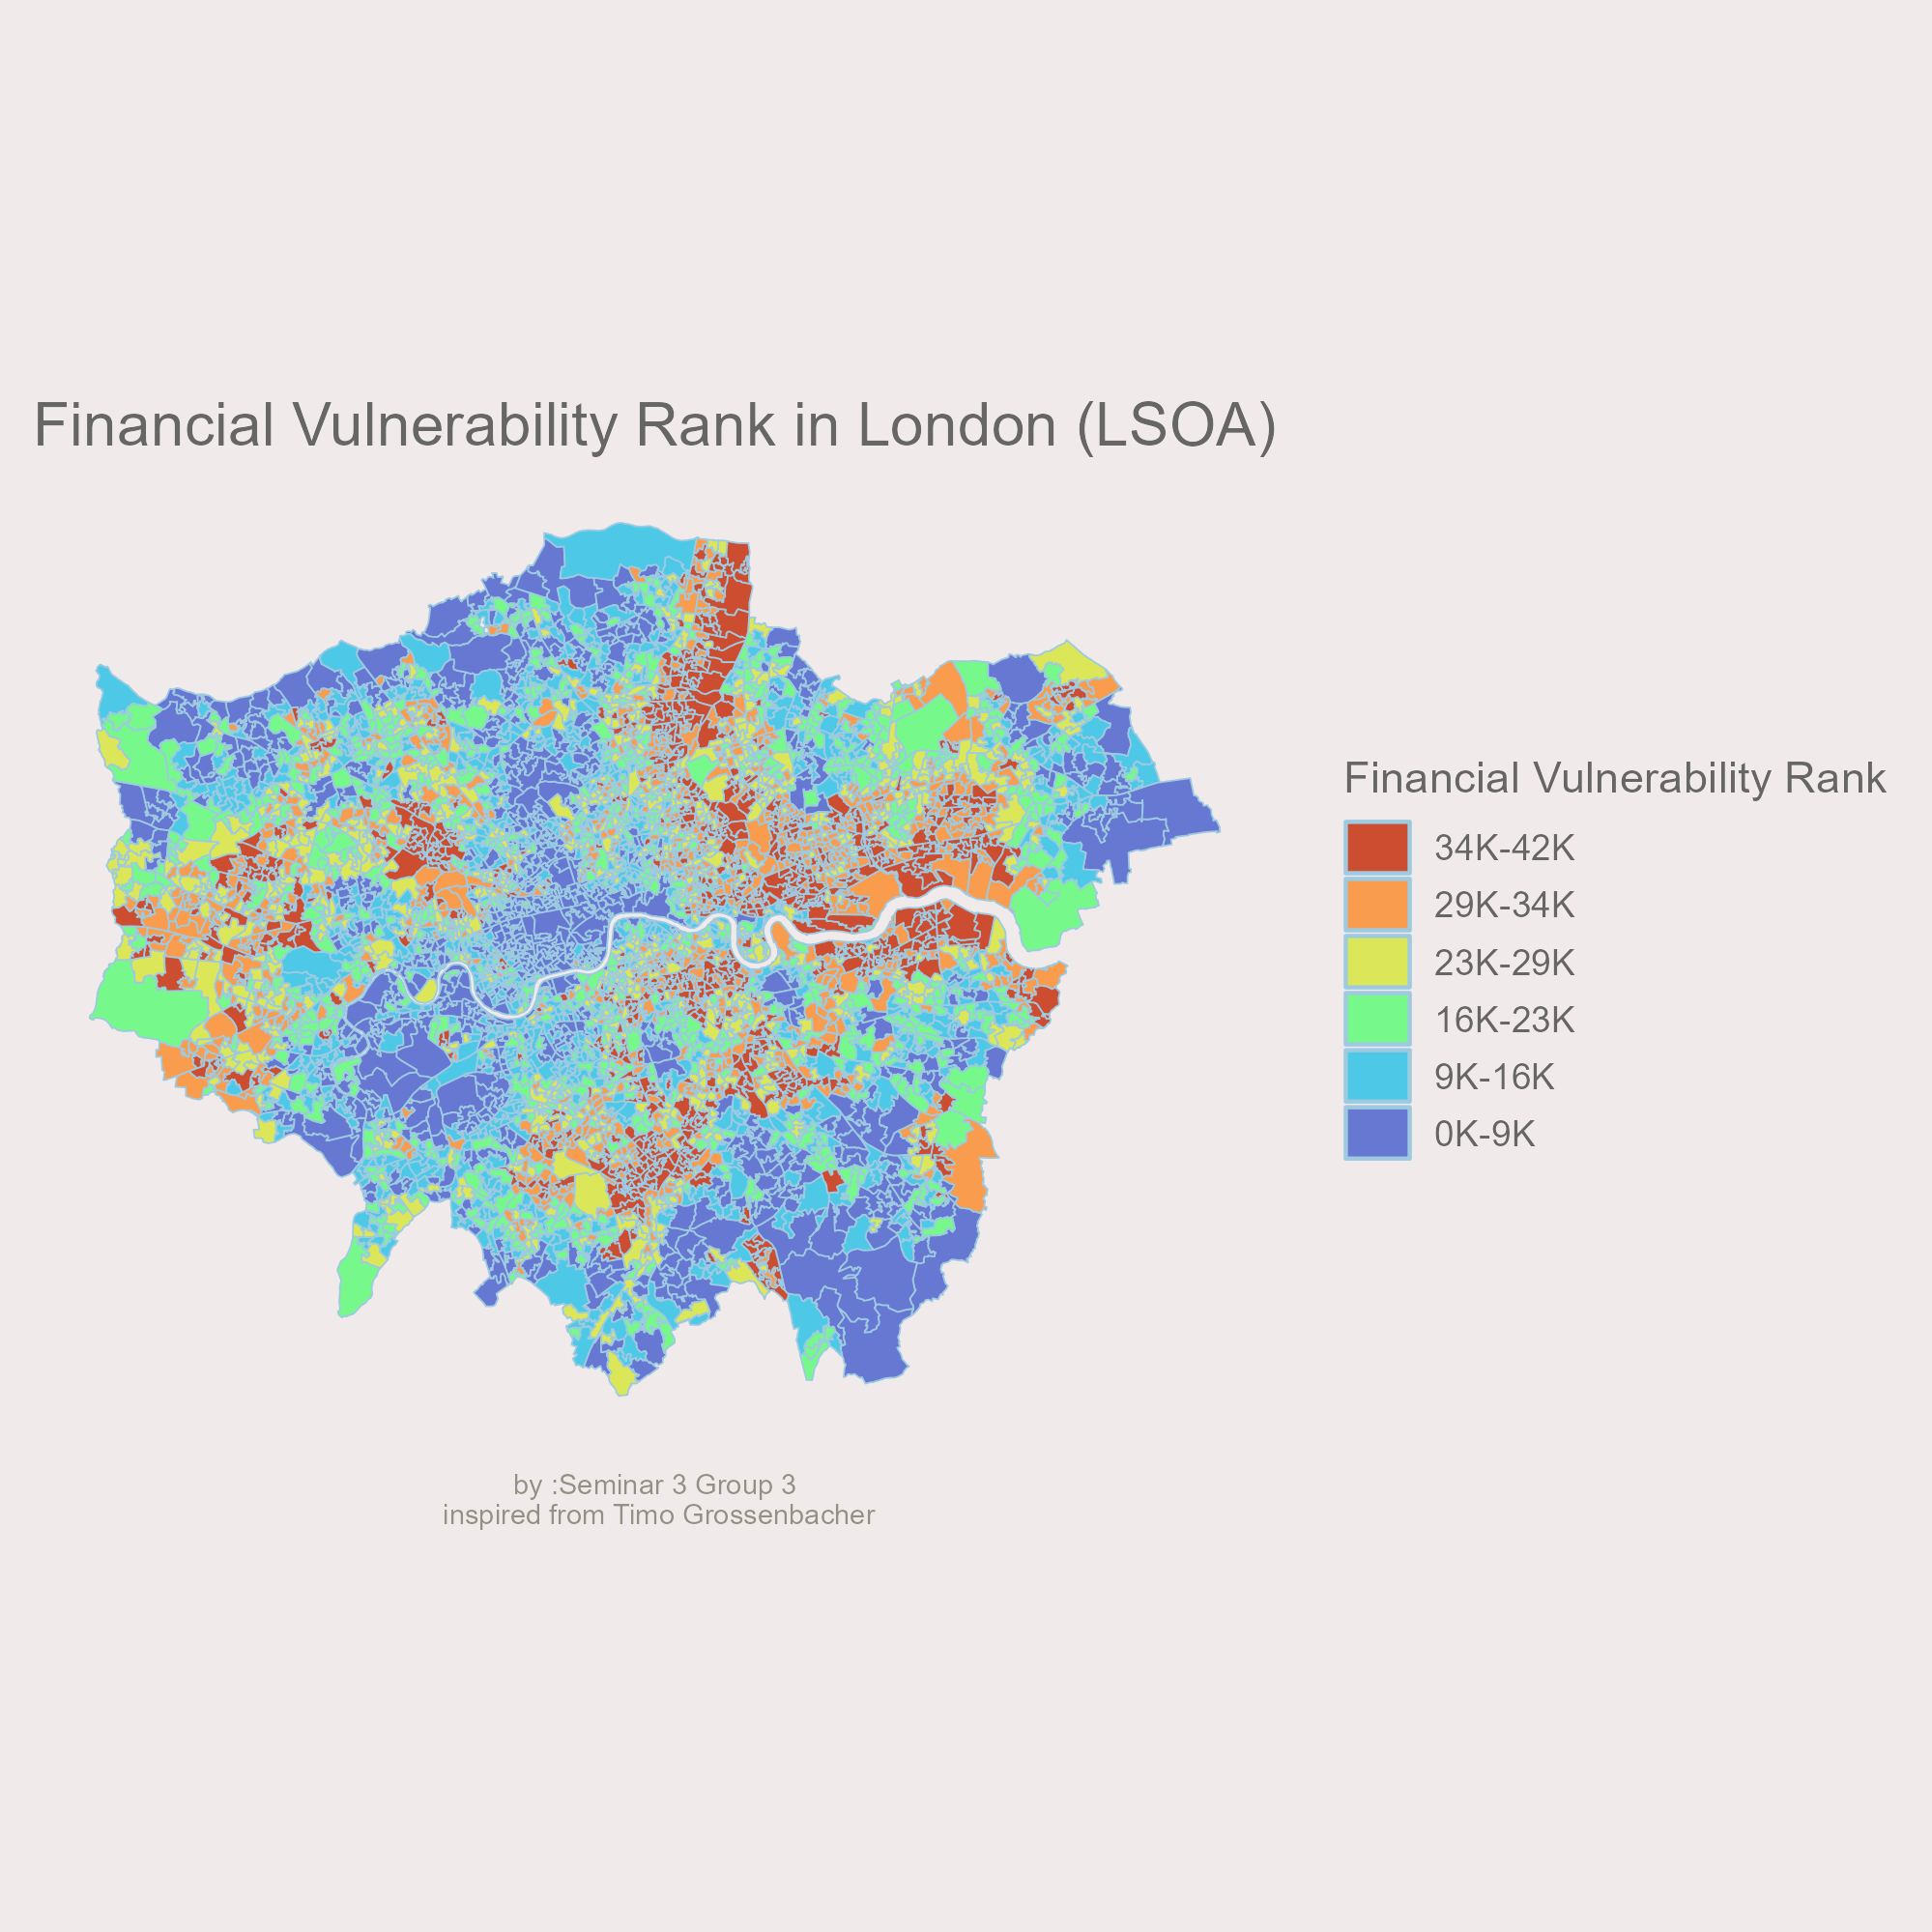 Financial Vulnerability Rank in London (LSOA)
Financial Vulnerability Rank
34K-42K
29K-34K
23K-29K
16K-23K
9K-16K
0K-9K
by :Seminar 3 Group 3
inspired from Timo Grossenbacher